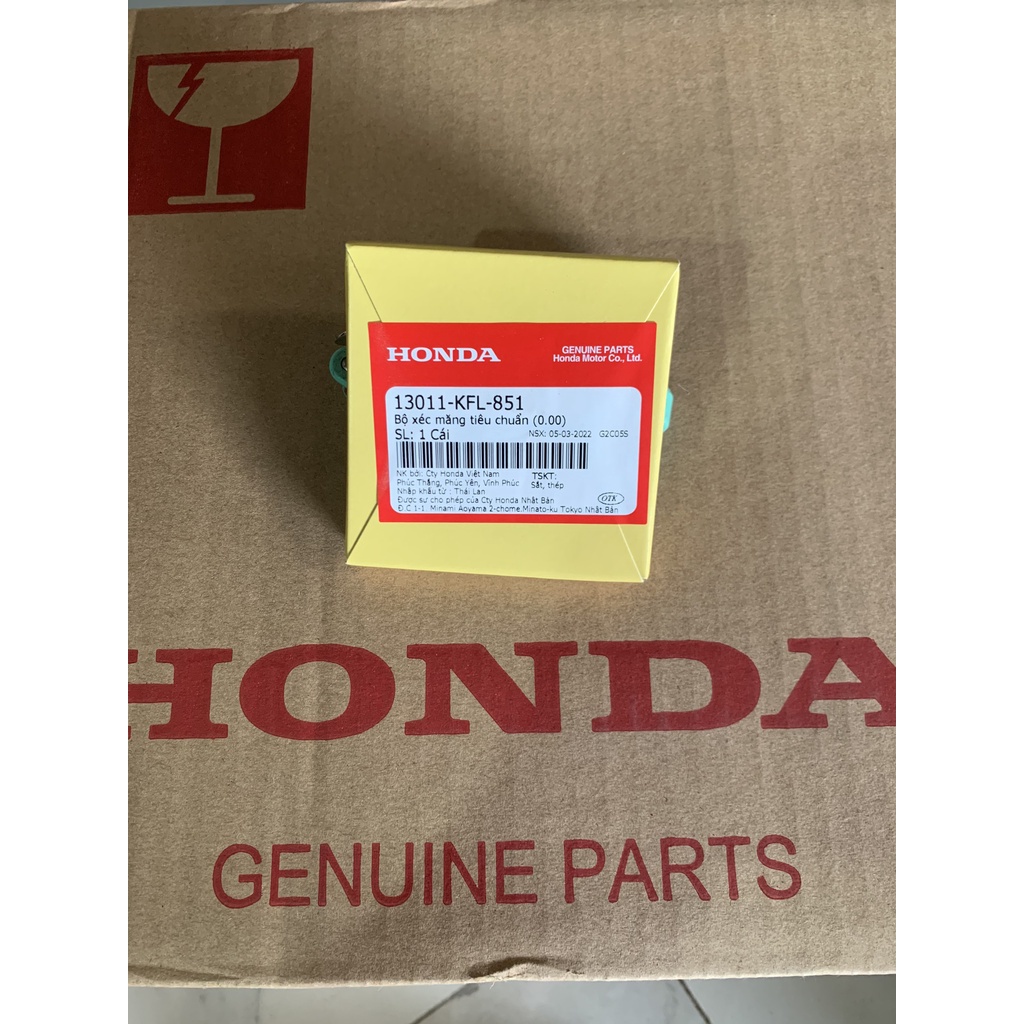 HONDA
GENUINE PARTS
Honda Motor Co., Ltd.
13011-KFL-851
Bộ xéc măng tiêu chuẩn (0.00)
SL: 1 Cái
NSX: 05-03-2022 G2C05S
NK bởi: Cty Honda Việt Nam
Phúc Thắng, Phúc Yên, Vĩnh Phúc
Nhập khẩu từ : Thái Lan
TSKT:
Sắt, thép
Được sự cho phép của Cty Honda Nhật Bản
Đ.C 1-1. Minami Aoyama 2-chome.Minato-ku Tokyo Nhật Bản
OTK
HONDA
GENUINE PARTS